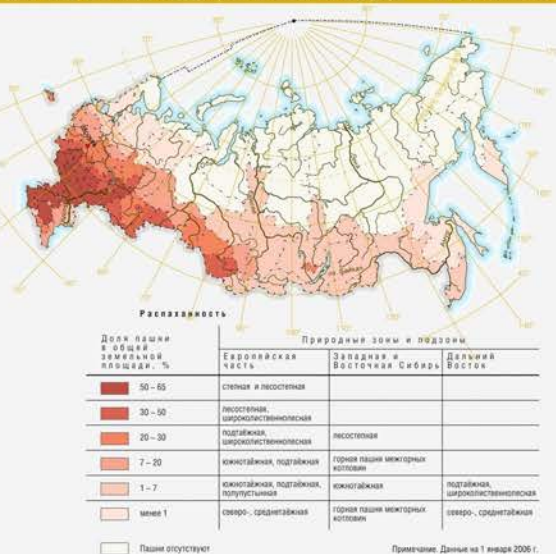 Распаханность
Доля пашни
в общей
земельной
площади, %
Природные зоны и подзоны
Европейская
часть
Западная и
Восточная Сибирь
Дальний
Восток
50 – 65
степная и лесостепная
30 – 50
лесостепная,
широколиственнолесная
20 – 30
подтаёжная,
широколиственнолесная
лесостепная
7 – 20
южнотаёжная, подтаёжная
горная пашня межгорных
котловин
1 – 7
южнотаёжная, подтаёжная,
полупустынная
южнотаёжная
подтаёжная,
широколиственнолесная
менее 1
северо-, среднетаёжная
горная пашня межгорных
котловин
северо-, среднетаёжная
Пашни отсутствуют
Примечание. Данные на 1 января 2006 г.